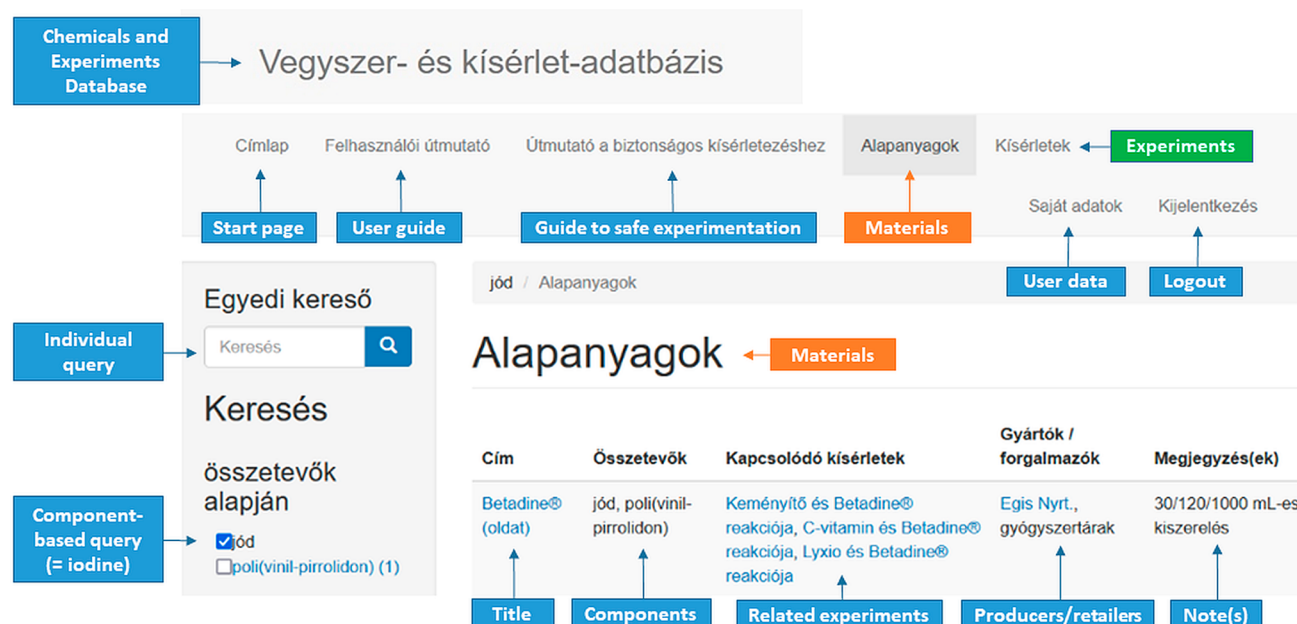 Chemicals and
Experiments
Database
Vegyszer- és kísérlet-adatbázis
Címlap
Felhasználói útmutató
Útmutató a biztonságos kísérletezéshez
Alapanyagok
Kísérletek
Experiments
Saját adatok
Kijelentkezés
Start page
User guide
Guide to safe experimentation
Materials
User data
Logout
Egyedi kereső
Keresés
Individual
query
Keresés
összetevők
alapján
Component-
based query
(= iodine)
jód
poli(vinil-pirrolidon) (1)
jód / Alapanyagok
Alapanyagok
Materials
Cím
Összetevők
Kapcsolódó kísérletek
Gyártók /
forgalmazók
Megjegyzés(ek)
Betadine®
(oldat)
jód, poli(vinil-
pirrolidon)
Keményítő és Betadine®
reakciója, C-vitamin és Betadine®
reakciója, Lyxio és Betadine®
reakciója
Egis Nyrt.,
gyógyszertárak
30/120/1000 mL-es
kiszerelés
Title
Components
Related experiments
Producers/retailers
Note(s)